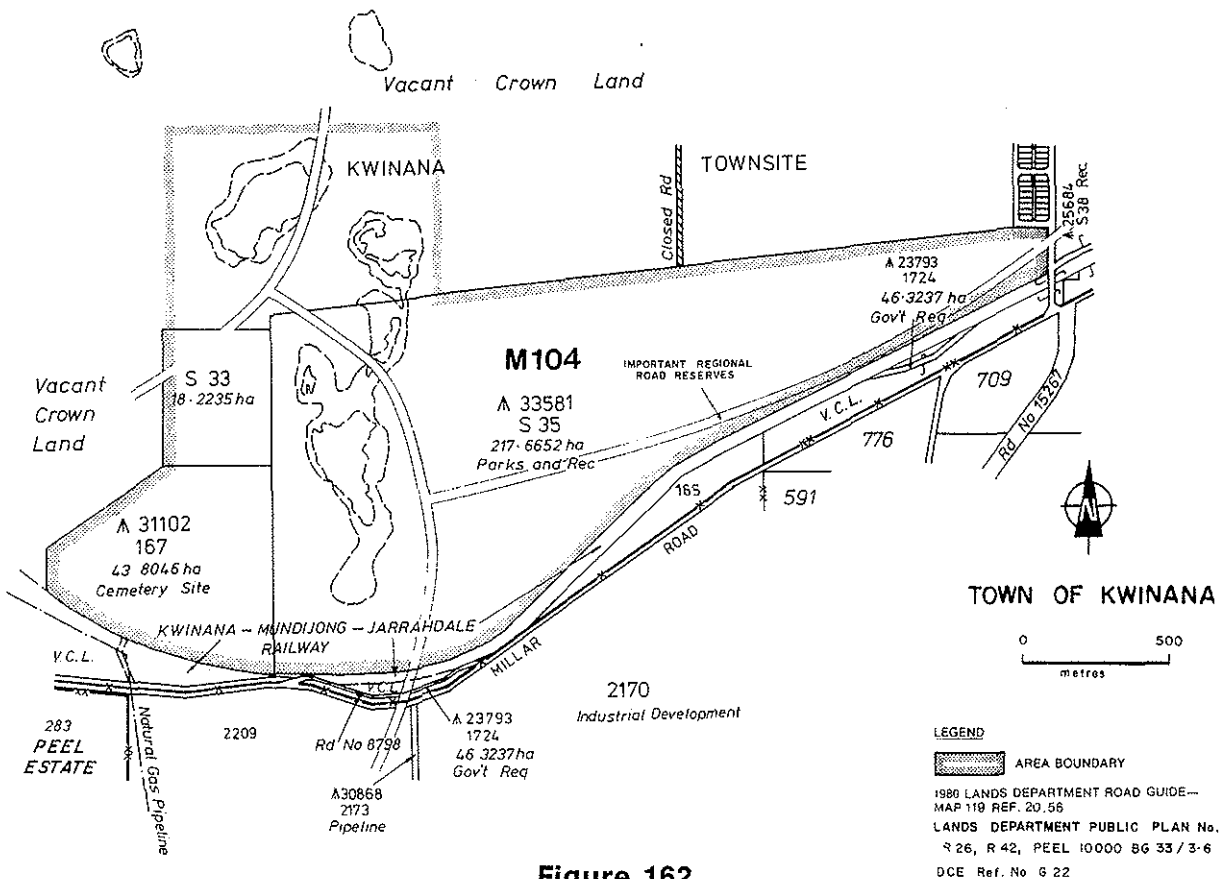 Vacant Crown Land
KWINANA
TOWNSITE
Closed Rd
⩚ 25684
S38 Rec
⩚ 23793
1724
46·3237 ha
Gov't Req
M104
IMPORTANT REGIONAL
ROAD RESERVES
⩚ 33581
S 35
217·6652 ha
Parks and Rec
S 33
18·2235 ha
Vacant
Crown
Land
V.C.L.
709
776
Rd No 15267
165
591
⩚ 31102
167
43 8046 ha
Cemetery Site
N
MILLAR ROAD
KWINANA – MUNDIJONG – JARRAHDALE
RAILWAY
V.C.L.
V.C.L.
TOWN OF KWINANA
0 500
metres
2170
Industrial Development
283
PEEL
ESTATE
Natural Gas Pipeline
2209
Rd No 8798
⩚ 23793
1724
46 3237 ha
Gov't Req
⩚30868
2173
Pipeline
LEGEND
AREA BOUNDARY
1980 LANDS DEPARTMENT ROAD GUIDE—
MAP 119 REF. 20.56
LANDS DEPARTMENT PUBLIC PLAN No.
R 26, R 42, PEEL 10000 BG 33 / 3·6
DCE Ref. No G 22
Figure 162